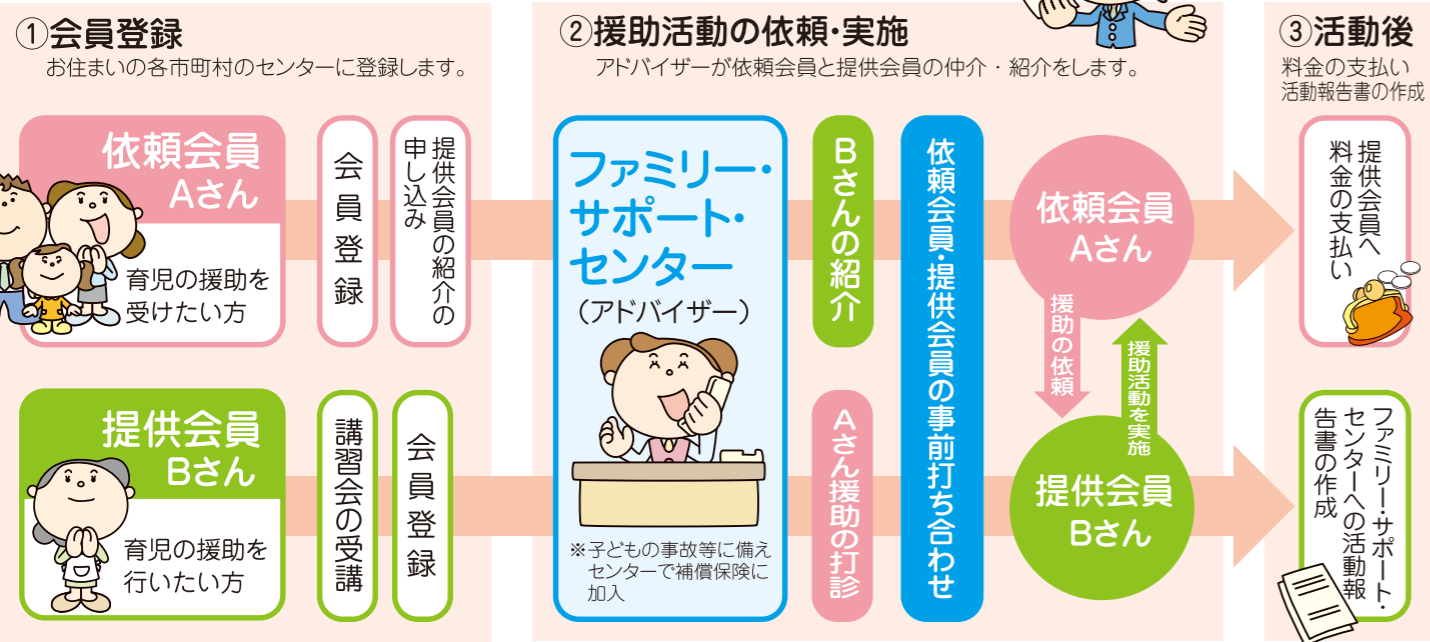 ①会員登録
お住まいの各市町村のセンターに登録します。
依頼会員
Aさん
育児の援助を
受けたい方
会員登録
提供会員の紹介の
申し込み
提供会員
Bさん
育児の援助を
行いたい方
講習会の受講
会員登録
②援助活動の依頼・実施
アドバイザーが依頼会員と提供会員の仲介・紹介をします。
ファミリー・
サポート・
センター
（アドバイザー）
※子どもの事故等に備え
センターで補償保険に
加入
Bさんの紹介
Aさん援助の打診
依頼会員・提供会員の事前打ち合わせ
依頼会員
Aさん
援助の依頼
援助活動を実施
提供会員
Bさん
③活動後
料金の支払い
活動報告書の作成
提供会員へ
料金の支払い
ファミリー・サポート・
センターへの活動報
告書の作成